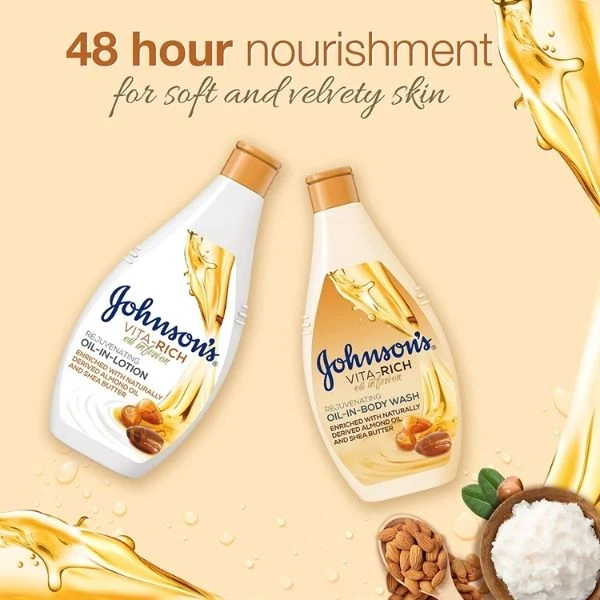 48 hour nourishment
for soft and velvety skin
Johnson's®
VITA-RICH
oil infusion
REJUVENATING
OIL-IN-LOTION
ENRICHED WITH NATURALLY
DERIVED ALMOND OIL
AND SHEA BUTTER
Johnson's®
VITA-RICH
oil infusion
REJUVENATING
OIL-IN-BODY WASH
ENRICHED WITH NATURALLY
DERIVED ALMOND OIL
AND SHEA BUTTER